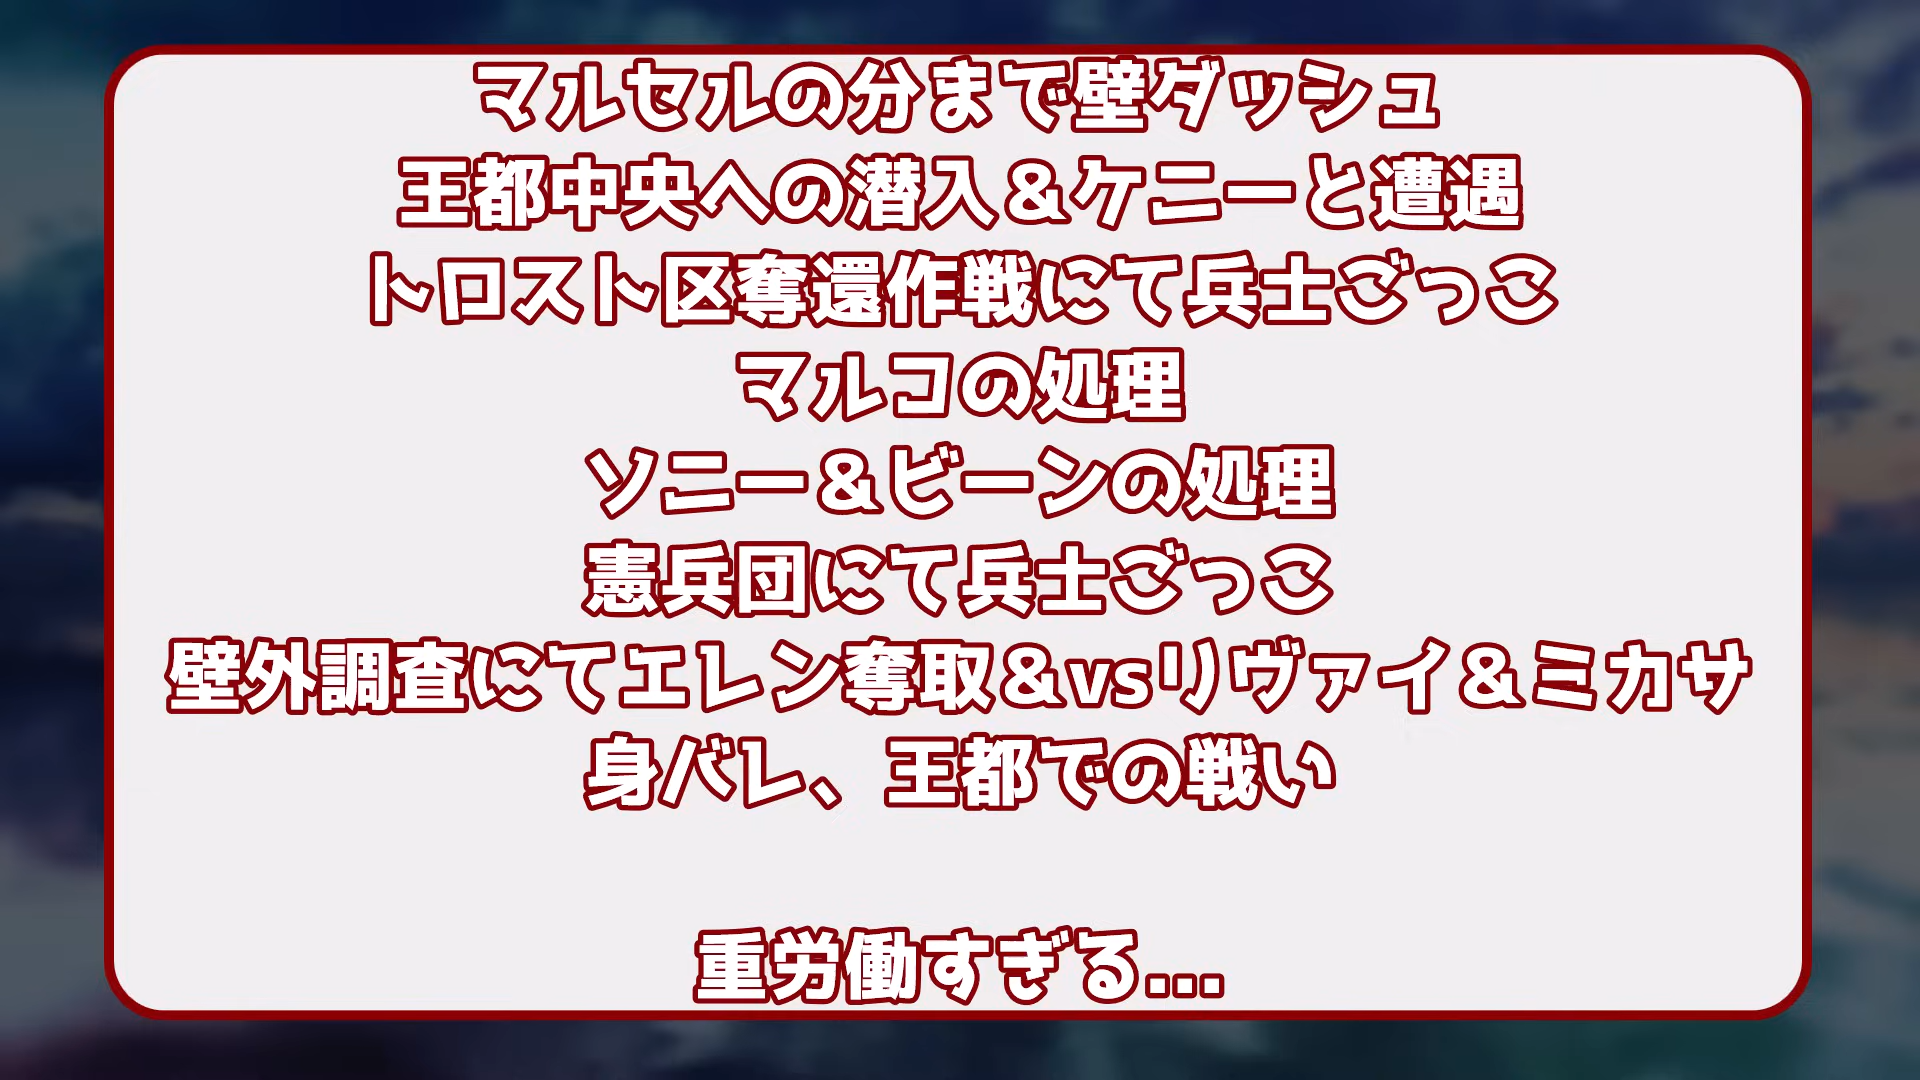 マルセルの分まで壁ダッシュ
王都中央への潜入＆ケニーと遭遇
トロスト区奪還作戦にて兵士ごっこ
マルコの処理
ソニー＆ビーンの処理
憲兵団にて兵士ごっこ
壁外調査にてエレン奪取＆vsリヴァイ＆ミカサ
身バレ、王都での戦い
重労働すぎる...